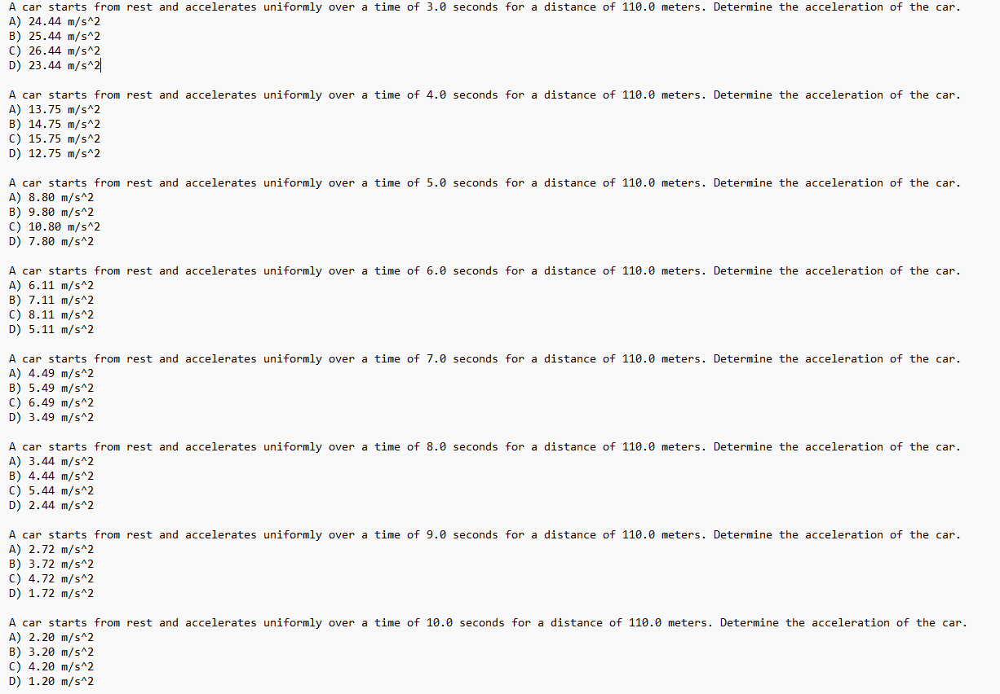 A car starts from rest and accelerates uniformly over a time of 3.0 seconds for a distance of 110.0 meters. Determine the acceleration of the car.
A) 24.44 m/s^2
B) 25.44 m/s^2
C) 26.44 m/s^2
D) 23.44 m/s^2
A car starts from rest and accelerates uniformly over a time of 4.0 seconds for a distance of 110.0 meters. Determine the acceleration of the car.
A) 13.75 m/s^2
B) 14.75 m/s^2
C) 15.75 m/s^2
D) 12.75 m/s^2
A car starts from rest and accelerates uniformly over a time of 5.0 seconds for a distance of 110.0 meters. Determine the acceleration of the car.
A) 8.80 m/s^2
B) 9.80 m/s^2
C) 10.80 m/s^2
D) 7.80 m/s^2
A car starts from rest and accelerates uniformly over a time of 6.0 seconds for a distance of 110.0 meters. Determine the acceleration of the car.
A) 6.11 m/s^2
B) 7.11 m/s^2
C) 8.11 m/s^2
D) 5.11 m/s^2
A car starts from rest and accelerates uniformly over a time of 7.0 seconds for a distance of 110.0 meters. Determine the acceleration of the car.
A) 4.49 m/s^2
B) 5.49 m/s^2
C) 6.49 m/s^2
D) 3.49 m/s^2
A car starts from rest and accelerates uniformly over a time of 8.0 seconds for a distance of 110.0 meters. Determine the acceleration of the car.
A) 3.44 m/s^2
B) 4.44 m/s^2
C) 5.44 m/s^2
D) 2.44 m/s^2
A car starts from rest and accelerates uniformly over a time of 9.0 seconds for a distance of 110.0 meters. Determine the acceleration of the car.
A) 2.72 m/s^2
B) 3.72 m/s^2
C) 4.72 m/s^2
D) 1.72 m/s^2
A car starts from rest and accelerates uniformly over a time of 10.0 seconds for a distance of 110.0 meters. Determine the acceleration of the car.
A) 2.20 m/s^2
B) 3.20 m/s^2
C) 4.20 m/s^2
D) 1.20 m/s^2